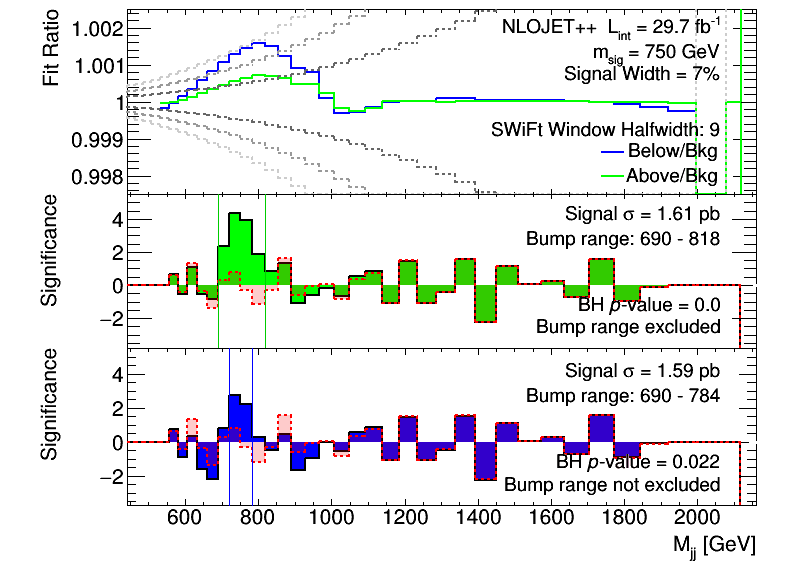 Fit Ratio
1.002
1.001
1
0.999
0.998
NLOJET++ L_int = 29.7 fb⁻¹
m_sig = 750 GeV
Signal Width = 7%
SWiFt Window Halfwidth: 9
Below/Bkg
Above/Bkg
Significance
4
2
0
−2
Signal σ = 1.61 pb
Bump range: 690 - 818
BH p-value = 0.0
Bump range excluded
Significance
4
2
0
−2
Signal σ = 1.59 pb
Bump range: 690 - 784
BH p-value = 0.022
Bump range not excluded
600 800 1000 1200 1400 1600 1800 2000
M_jj [GeV]